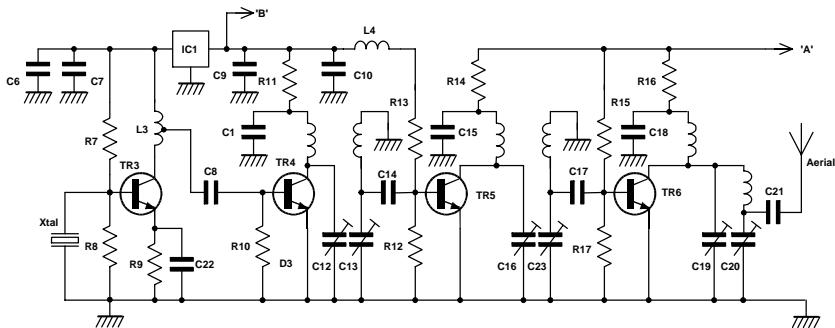 'B'
L4
IC1
'A'
C6
C7
C9
R11
C10
R14
R16
R13
R15
R7
L3
C1
C15
C18
TR3
C8
TR4
C14
TR5
C17
TR6
C21
Aerial
Xtal
R8
R9
C22
R10
D3
C12
C13
R12
C16
C23
R17
C19
C20